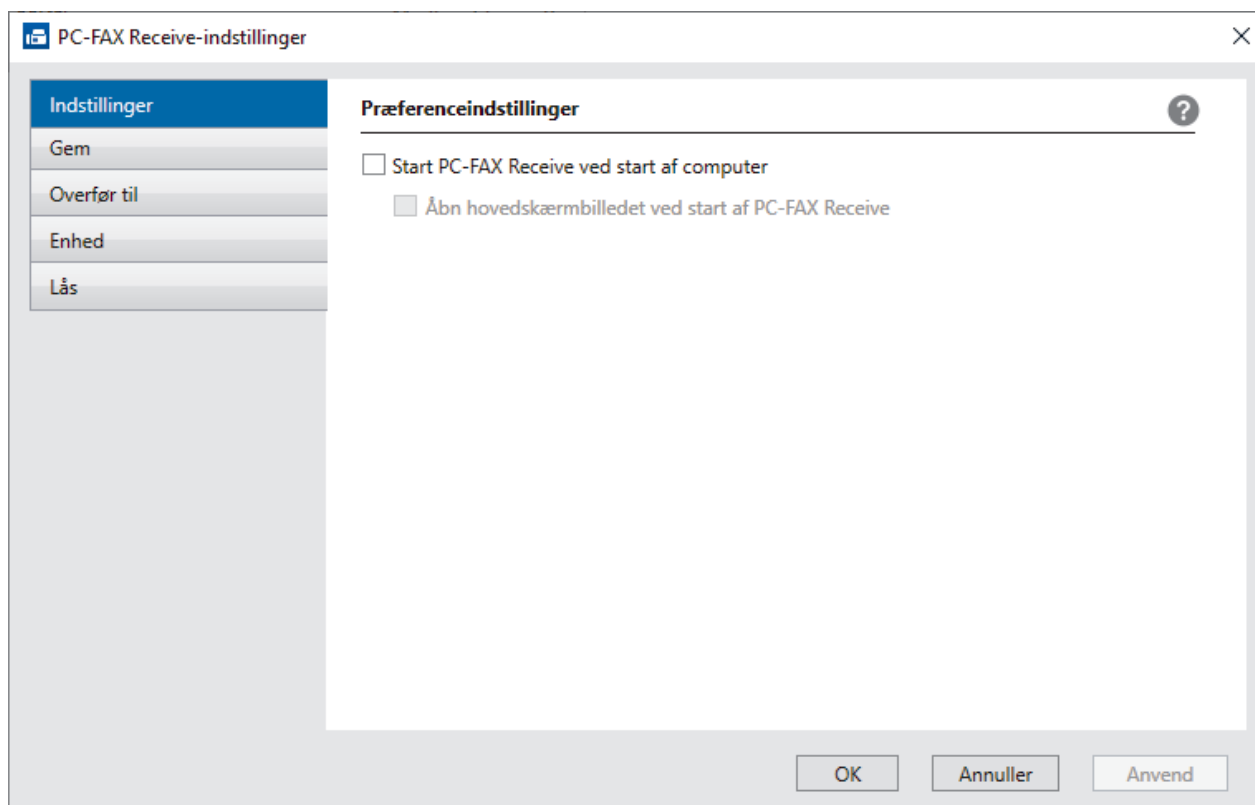 PC-FAX Receive-indstillinger
Indstillinger
Gem
Overfør til
Enhed
Lås
Præferenceindstillinger
?
Start PC-FAX Receive ved start af computer
Åbn hovedskærmbilledet ved start af PC-FAX Receive
OK
Annuller
Anvend